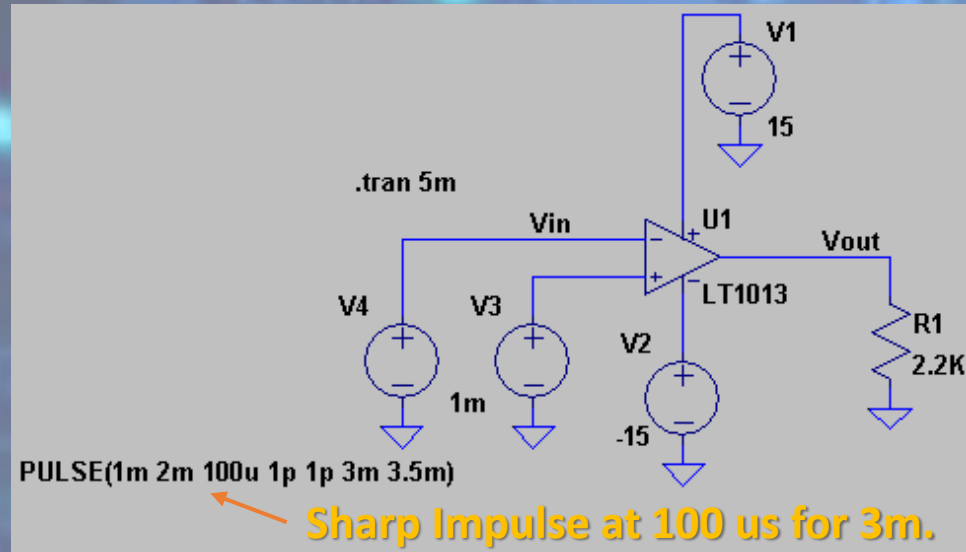 V1
15
.tran 5m
Vin
U1
Vout
LT1013
V4
V3
V2
R1
2.2K
1m
-15
PULSE(1m 2m 100u 1p 1p 3m 3.5m)
Sharp Impulse at 100 us for 3m.